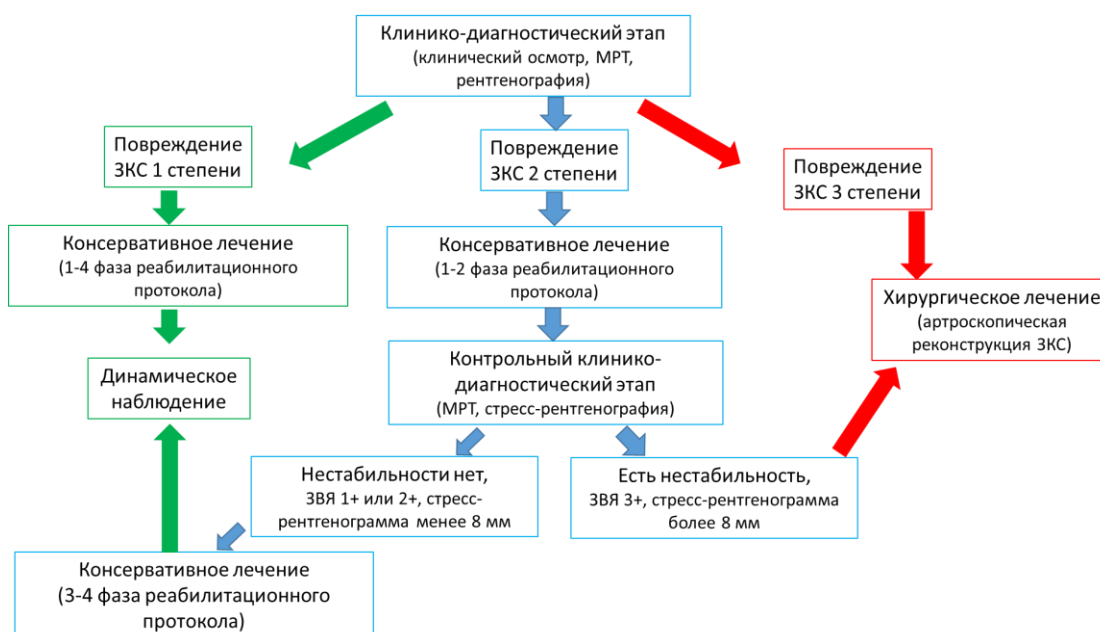 Клинико-диагностический этап
(клинический осмотр, МРТ,
рентгенография)
Повреждение
ЗКС 1 степени
Повреждение
ЗКС 2 степени
Повреждение
ЗКС 3 степени
Консервативное лечение
(1-4 фаза реабилитационного
протокола)
Консервативное лечение
(1-2 фаза реабилитационного
протокола)
Хирургическое лечение
(артроскопическая
реконструкция ЗКС)
Динамическое
наблюдение
Контрольный клинико-
диагностический этап
(МРТ, стресс-рентгенография)
Нестабильности нет,
ЗВЯ 1+ или 2+, стресс-
рентгенограмма менее 8 мм
Есть нестабильность,
ЗВЯ 3+, стресс-рентгенограмма
более 8 мм
Консервативное лечение
(3-4 фаза реабилитационного
протокола)